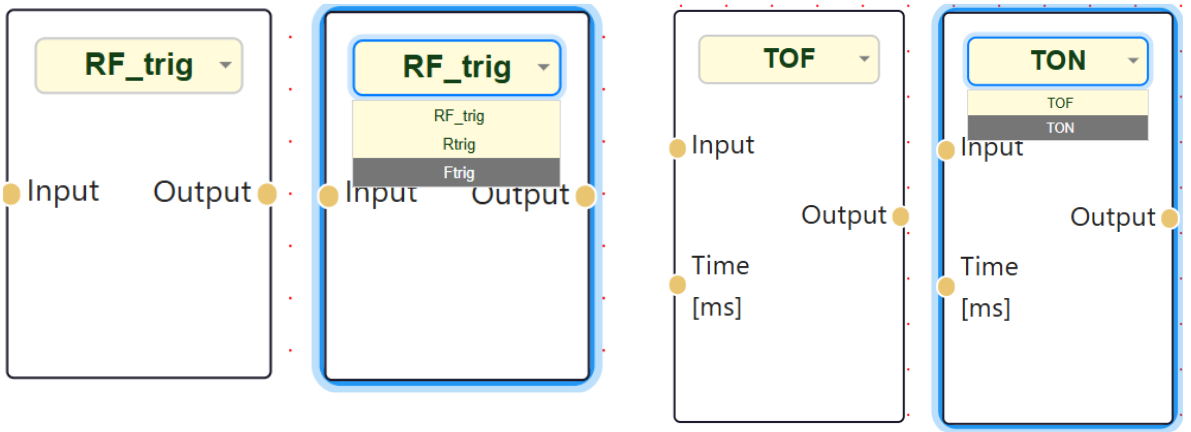 RF_trig
Input Output
RF_trig
RF_trig
Rtrig
Ftrig
Input Output
TOF
Input
Output
Time
[ms]
TON
TOF
TON
Input
Output
Time
[ms]